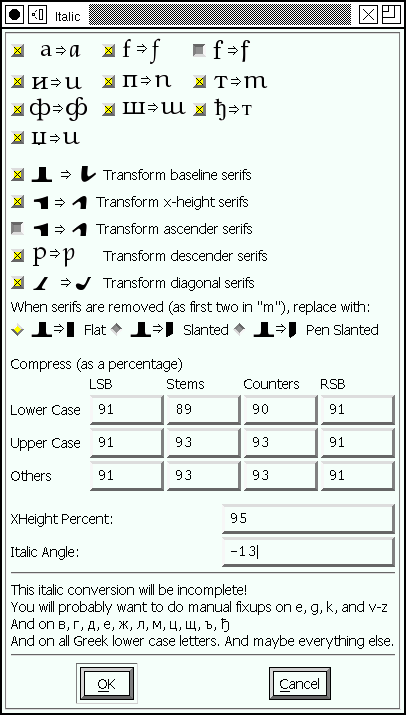 Italic
a⇒a f⇒f f⇒f
и⇒и п⇒п т⇒т
ф⇒ф ш⇒ш ђ⇒т
џ⇒џ
⇒ Transform baseline serifs
⇒ Transform x-height serifs
⇒ Transform ascender serifs
p⇒p Transform descender serifs
⇒ Transform diagonal serifs
When serifs are removed (as first two in "m"), replace with:
⇒ Flat ⇒ Slanted ⇒ Pen Slanted
Compress (as a percentage)
LSB Stems Counters RSB
Lower Case 91 89 90 91
Upper Case 91 93 93 91
Others 91 93 93 91
XHeight Percent: 95
Italic Angle: -13
This italic conversion will be incomplete!
You will probably want to do manual fixups on e, g, k, and v-z
And on в, г, д, е, ж, л, м, ц, щ, ъ, ђ
And on all Greek lower case letters. And maybe everything else.
OK Cancel